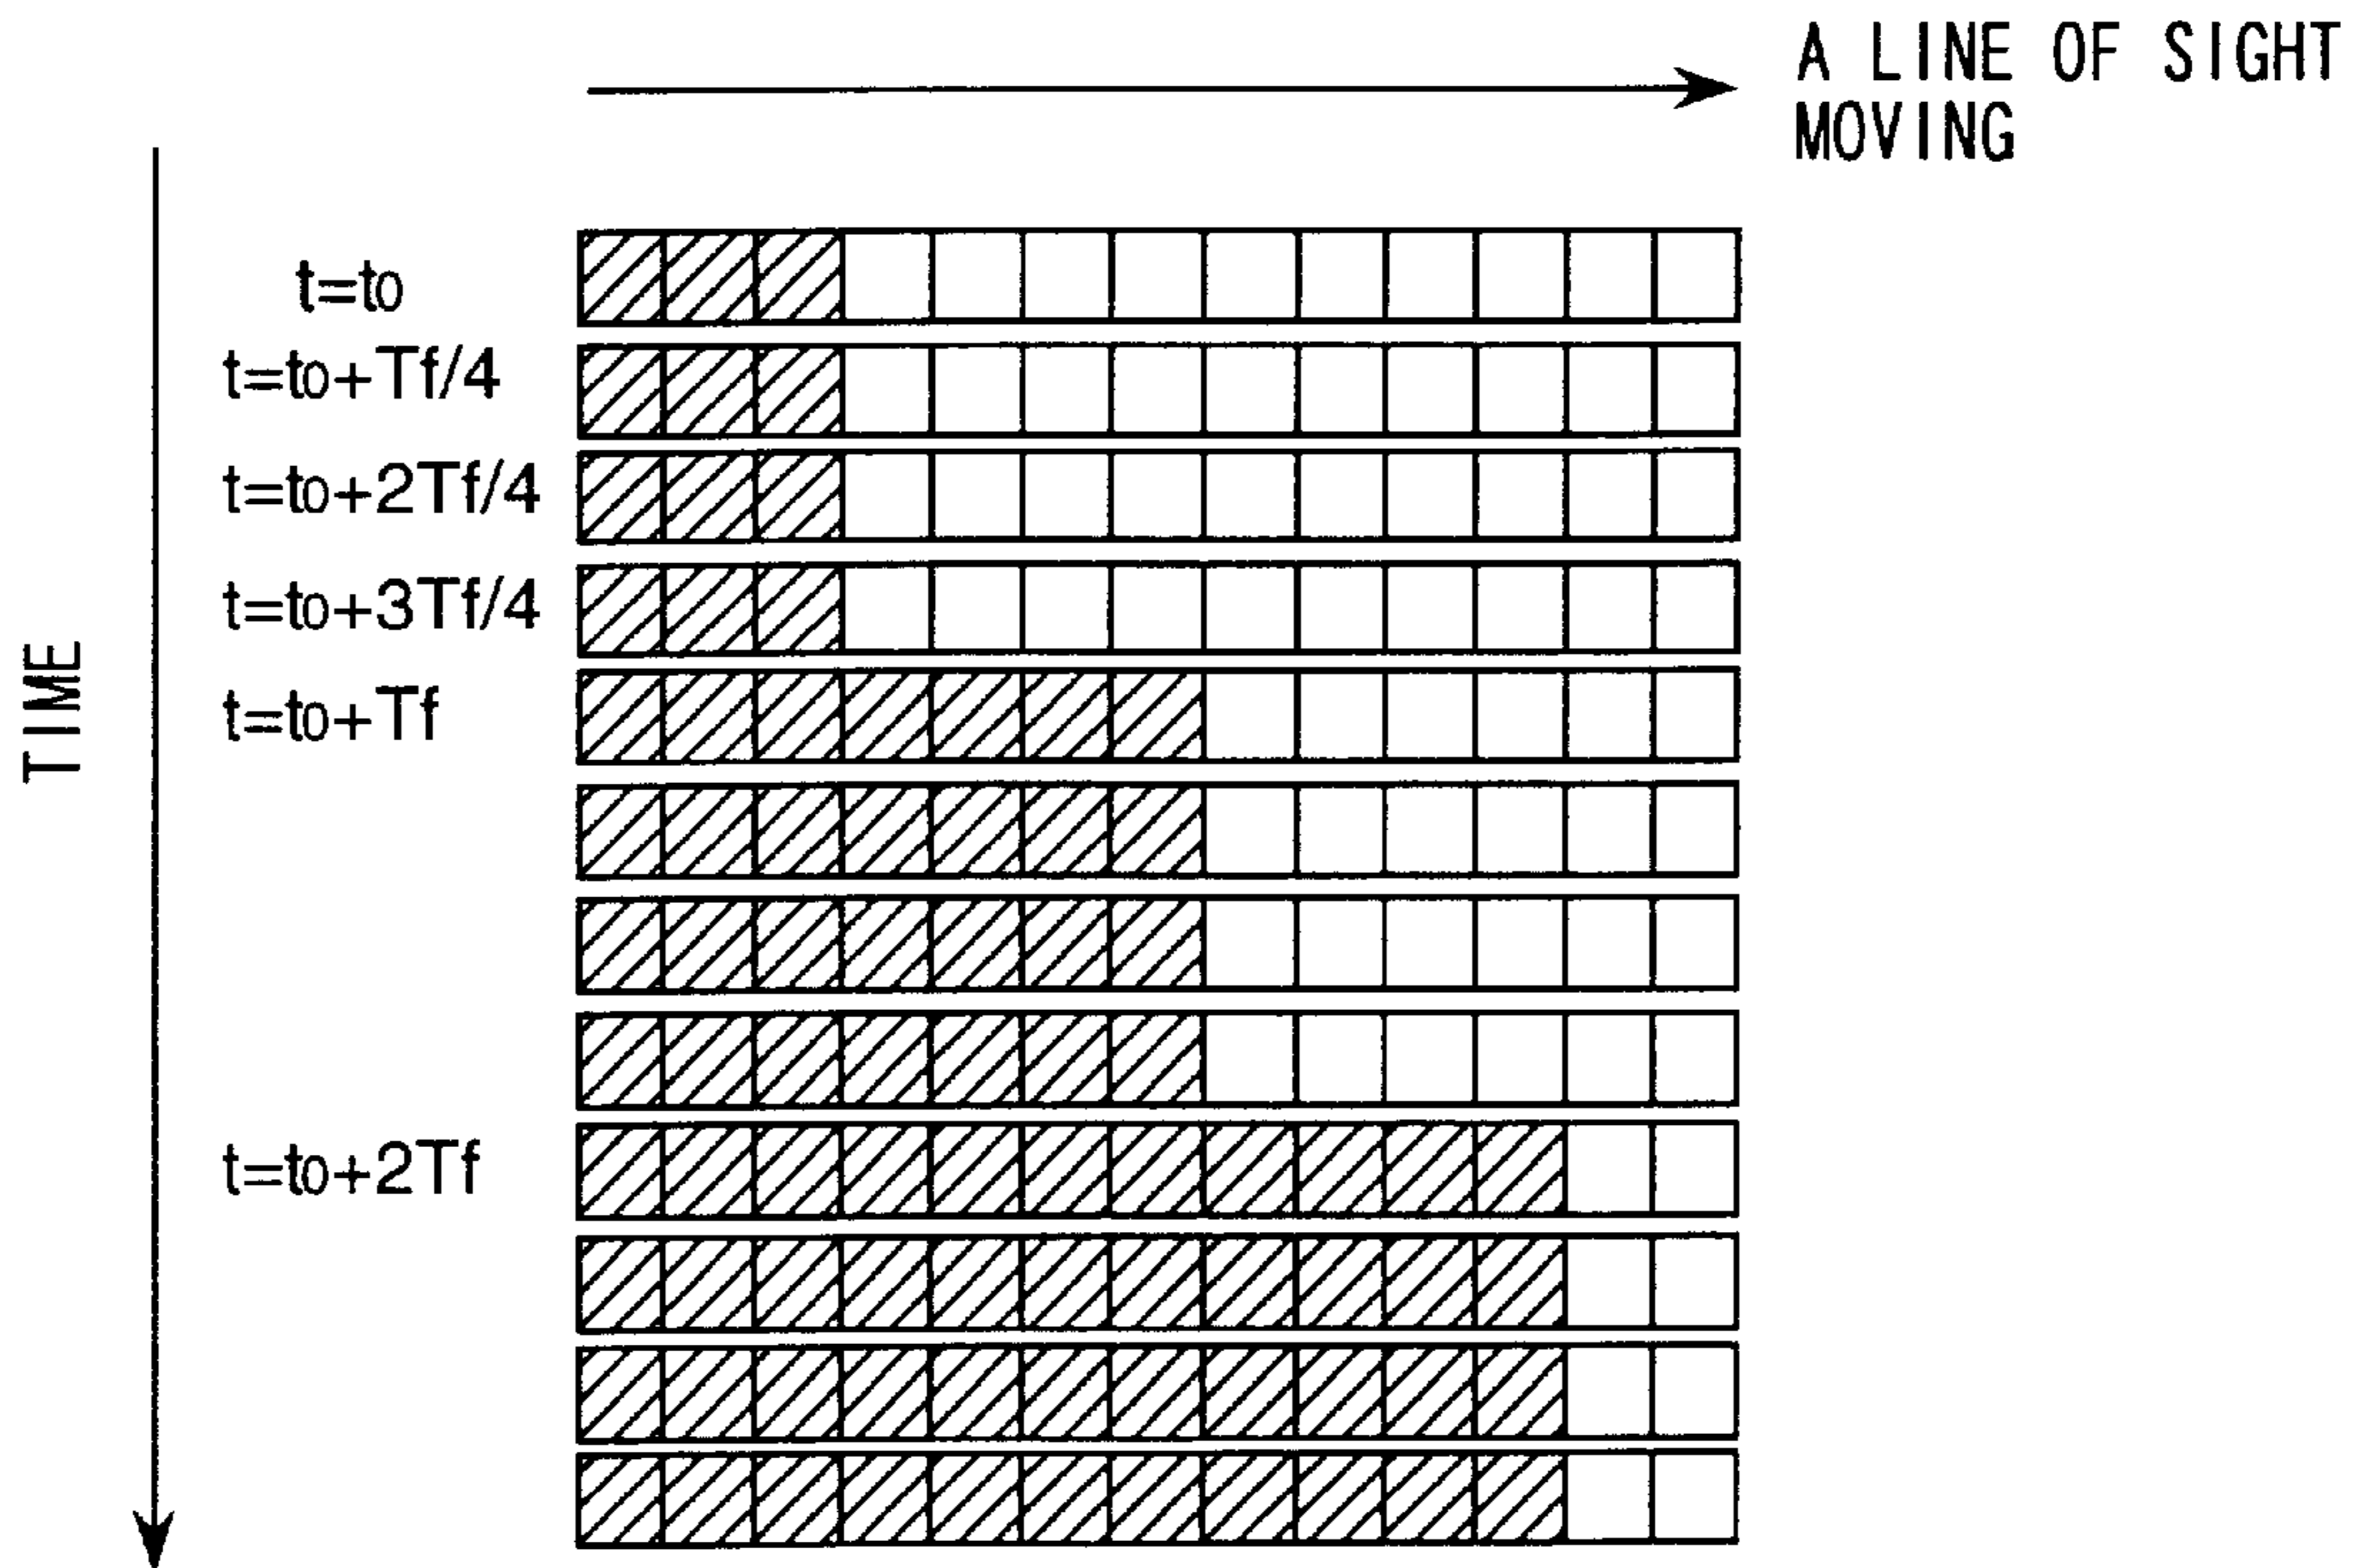 A LINE OF SIGHT
MOVING
TIME
t=to
t=to+Tf/4
t=to+2Tf/4
t=to+3Tf/4
t=to+Tf
t=to+2Tf